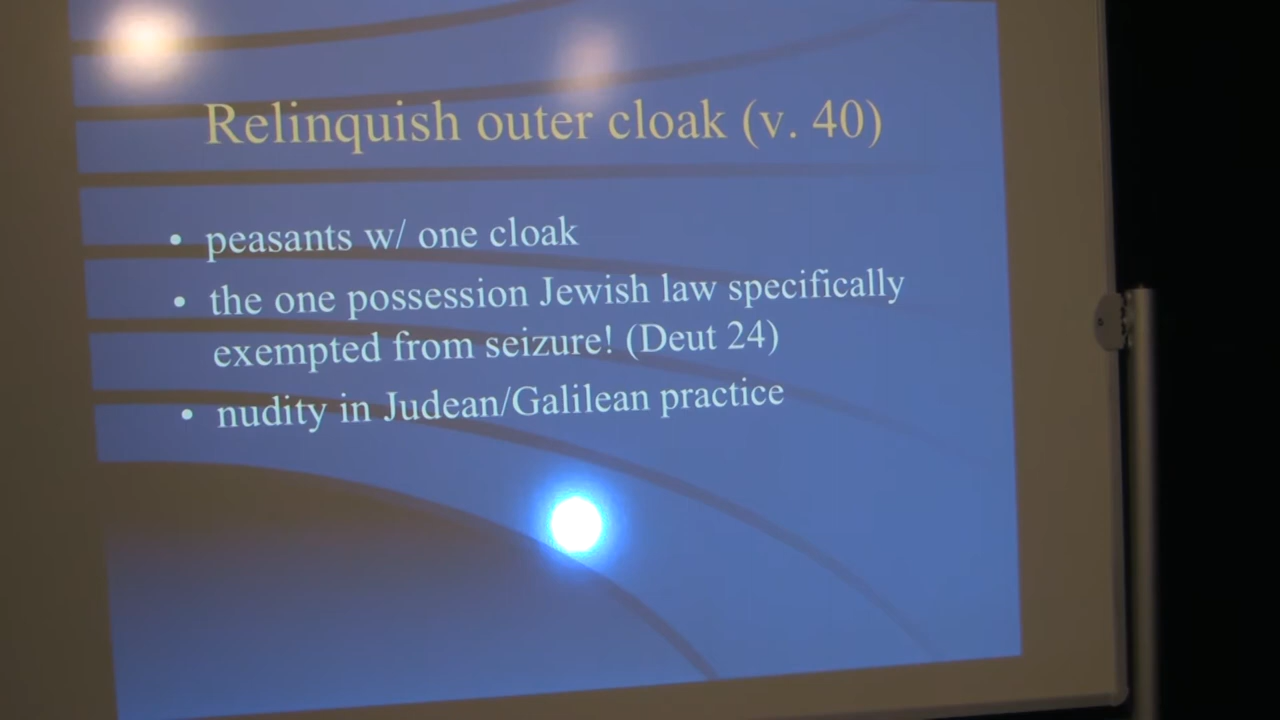 Relinquish outer cloak (v. 40)
• peasants w/ one cloak
• the one possession Jewish law specifically
exempted from seizure! (Deut 24)
• nudity in Judean/Galilean practice